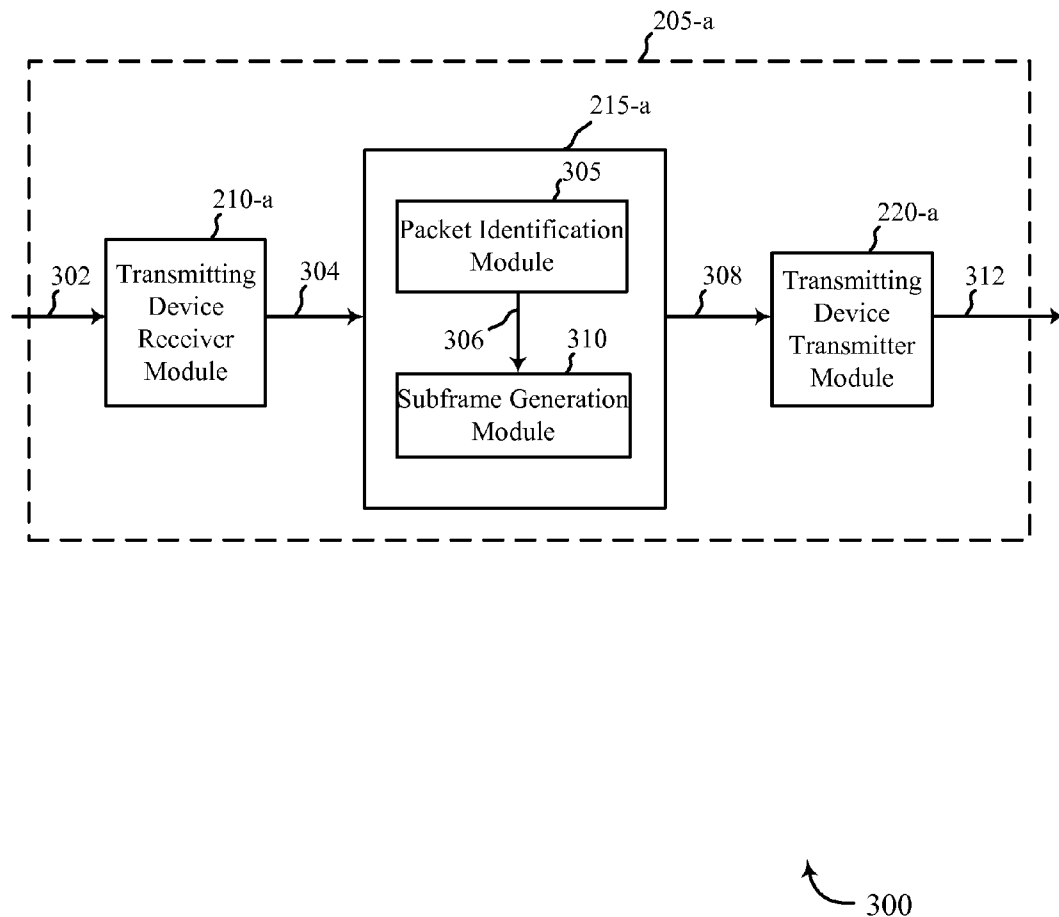 205-a
215-a
305
210-a
Packet Identification
Module
220-a
302
Transmitting
Device
Receiver
Module
304
306
310
308
Transmitting
Device
Transmitter
Module
312
Subframe Generation
Module
300